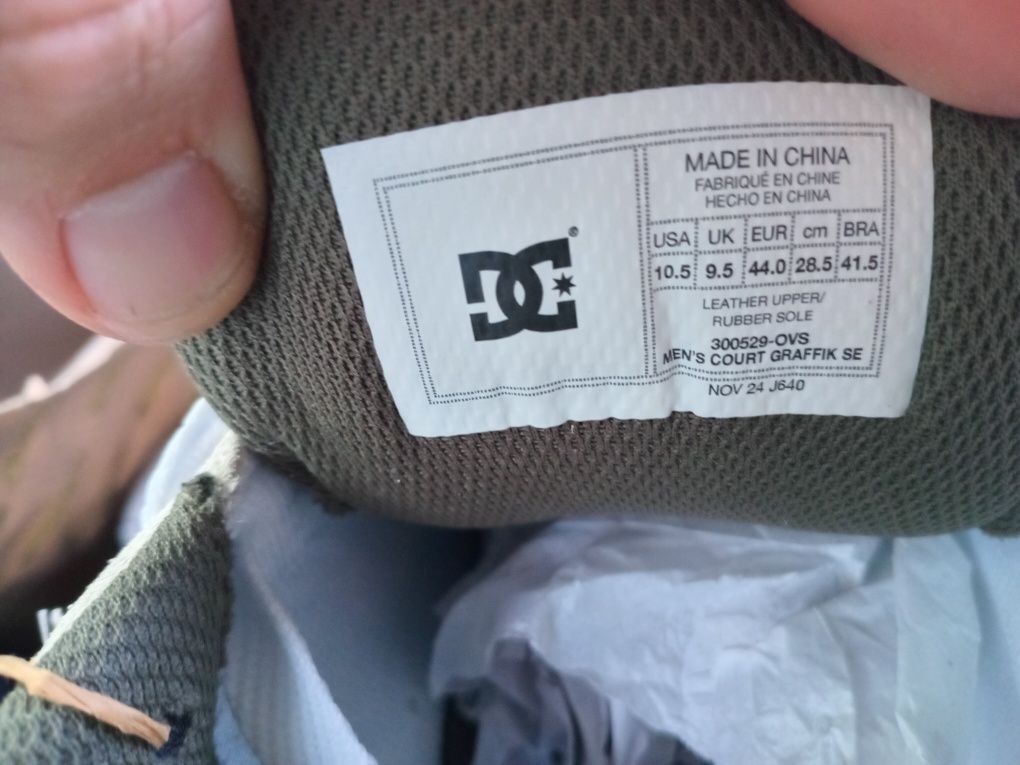 DC®
MADE IN CHINA
FABRIQUÉ EN CHINE
HECHO EN CHINA
USA UK EUR cm BRA
10.5 9.5 44.0 28.5 41.5
LEATHER UPPER/
RUBBER SOLE
300529-OVS
MEN'S COURT GRAFFIK SE
NOV 24 J640